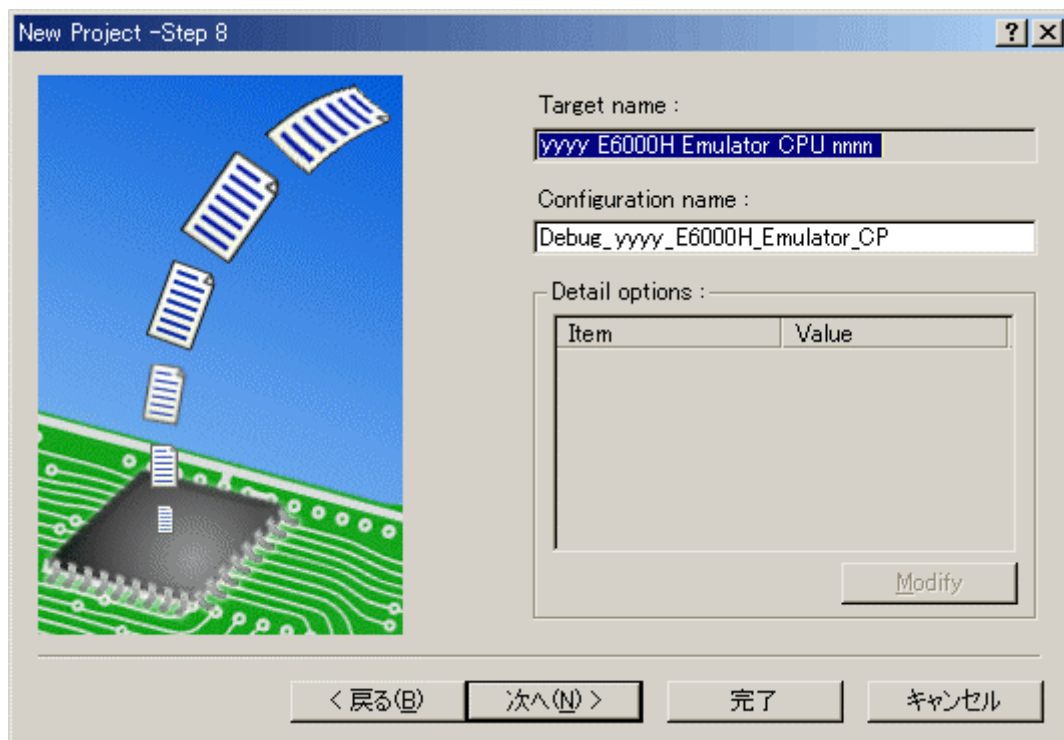 New Project -Step 8
Target name :
yyyy E6000H Emulator CPU nnnn
Configuration name :
Debug_yyyy_E6000H_Emulator_CP
Detail options :
Item Value
Modify
< 戻る(B) 次へ(N) > 完了 キャンセル